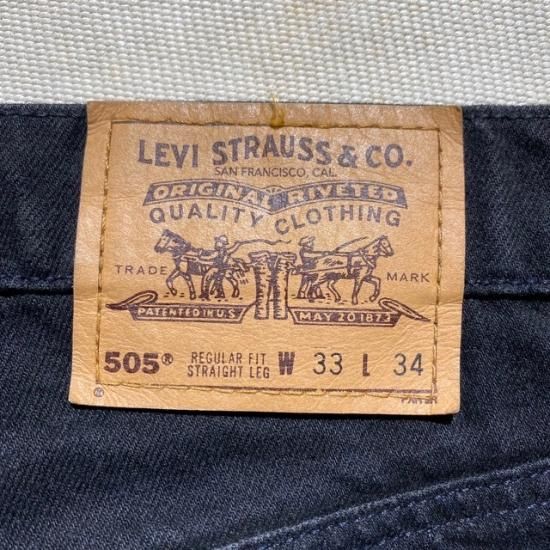 LEVI STRAUSS & CO.
SAN FRANCISCO, CAL.
ORIGINAL RIVETED
QUALITY CLOTHING
TRADE MARK
PATENTED IN U.S. MAY 20 1873
505® REGULAR FIT STRAIGHT LEG W 33 L 34